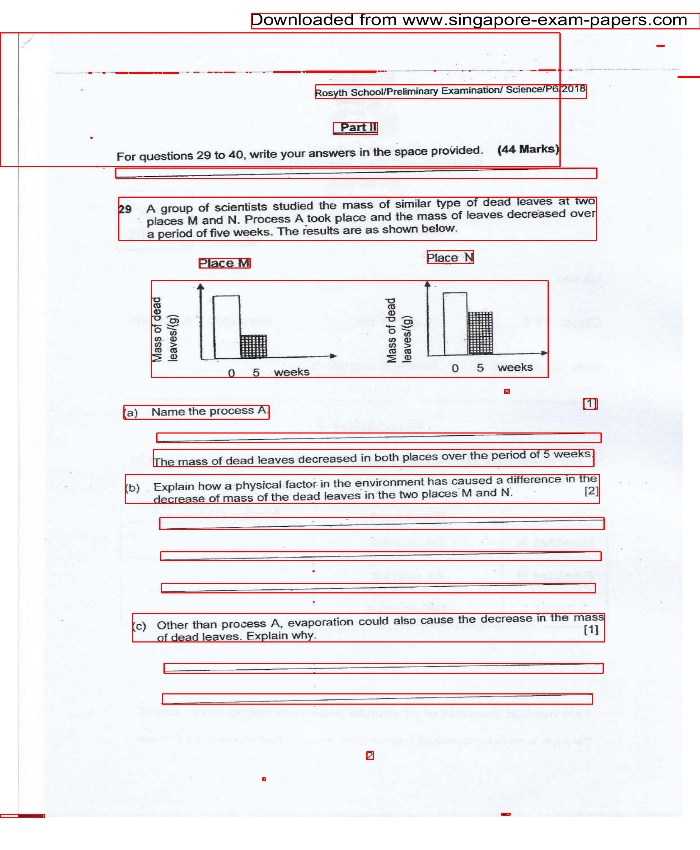 Downloaded from www.singapore-exam-papers.com
Rosyth School/Preliminary Examination/ Science/P6/2018
Part II
For questions 29 to 40, write your answers in the space provided. (44 Marks)
29 A group of scientists studied the mass of similar type of dead leaves at two
places M and N. Process A took place and the mass of leaves decreased over
a period of five weeks. The results are as shown below.
Place M Place N
Mass of dead
leaves/(g)
0 5 weeks
Mass of dead
leaves/(g)
0 5 weeks
(a) Name the process A. [1]
The mass of dead leaves decreased in both places over the period of 5 weeks.
(b) Explain how a physical factor in the environment has caused a difference in the
decrease of mass of the dead leaves in the two places M and N. [2]
(c) Other than process A, evaporation could also cause the decrease in the mass
of dead leaves. Explain why. [1]
2